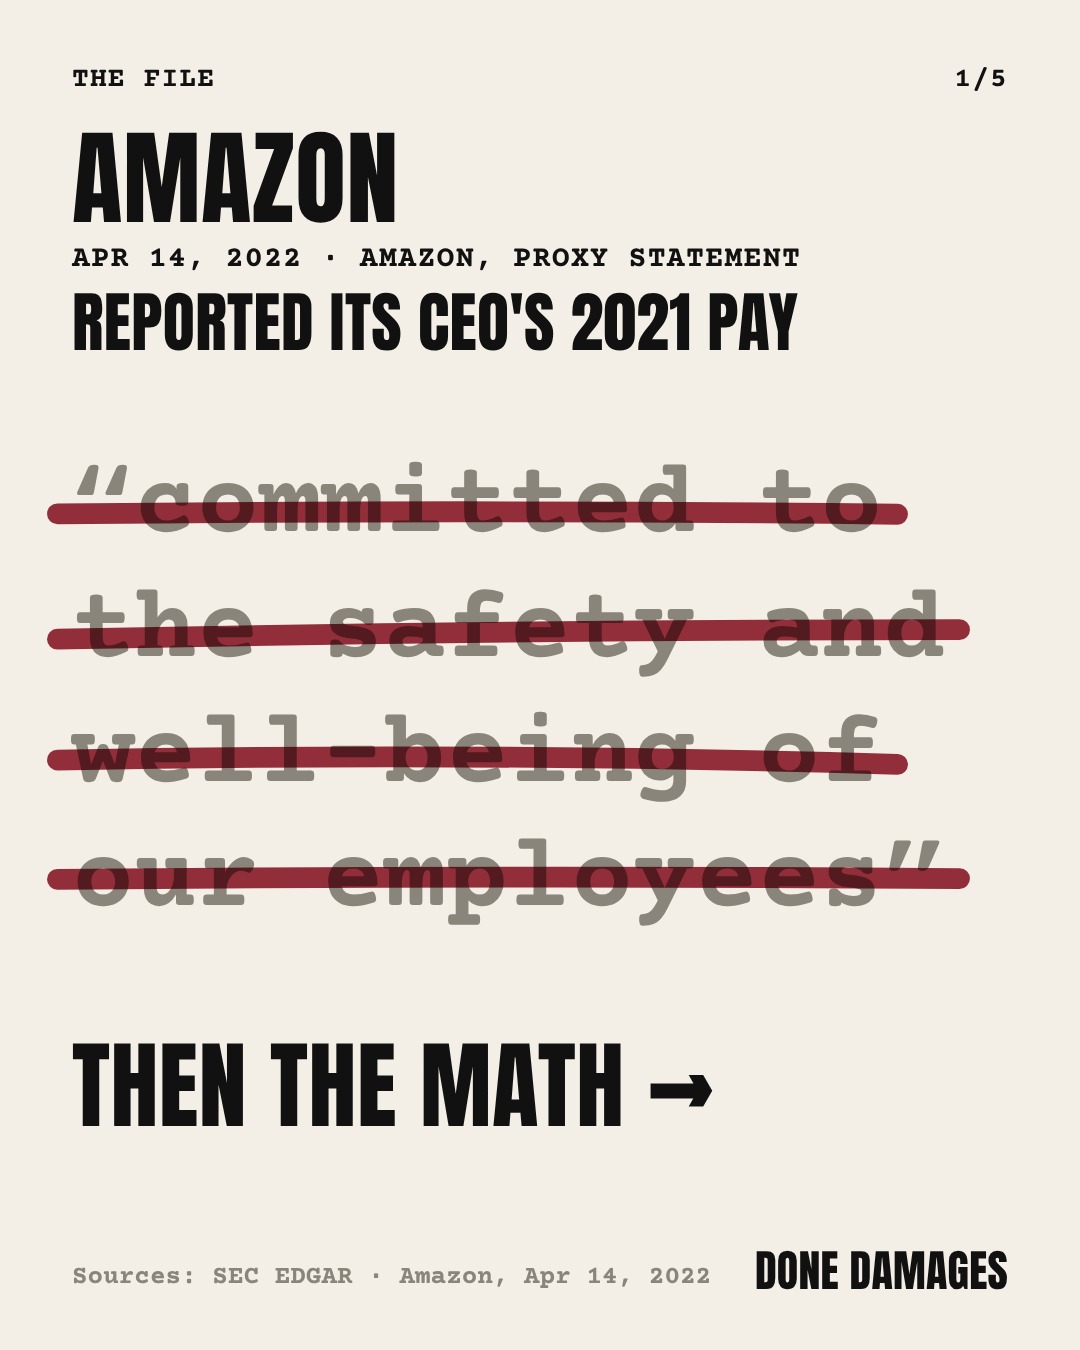 THE FILE
1/5
AMAZON
APR 14, 2022 · AMAZON, PROXY STATEMENT
REPORTED ITS CEO'S 2021 PAY
“committed to
the safety and
well-being of
our employees”
THEN THE MATH →
Sources: SEC EDGAR · Amazon, Apr 14, 2022
DONE DAMAGES